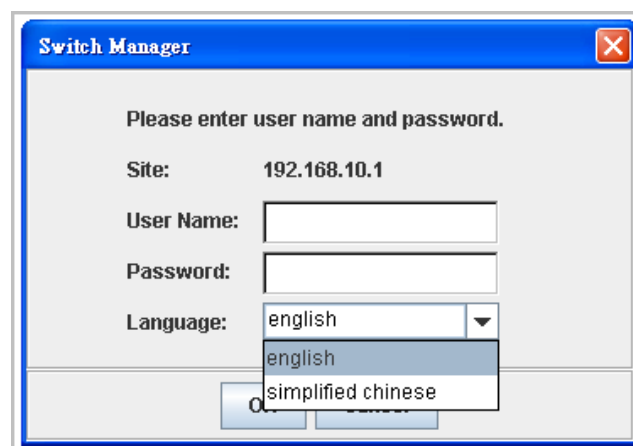 Switch Manager
Please enter user name and password.
Site: 192.168.10.1
User Name:
Password:
Language: english
english
simplified chinese